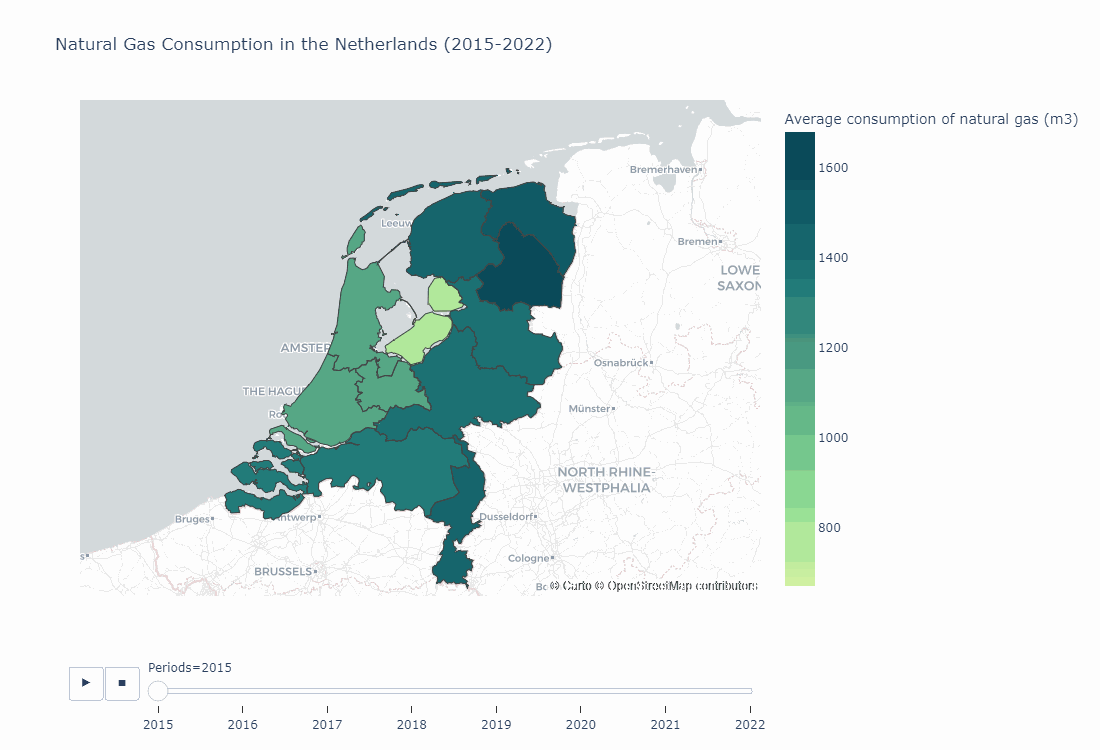 Natural Gas Consumption in the Netherlands (2015-2022)
Average consumption of natural gas (m3)
1600
1400
1200
1000
800
Bremerhaven
Leeuw
Bremen
LOWE
SAXON
AMSTER
Osnabrück
THE HAGU
Ro
Münster
NORTH RHINE-
WESTPHALIA
Bruges
ntwerp
Dusseldorf
s
Cologne
BRUSSELS
Bo
© Carto © OpenStreetMap contributors
Periods=2015
2015
2016
2017
2018
2019
2020
2021
2022